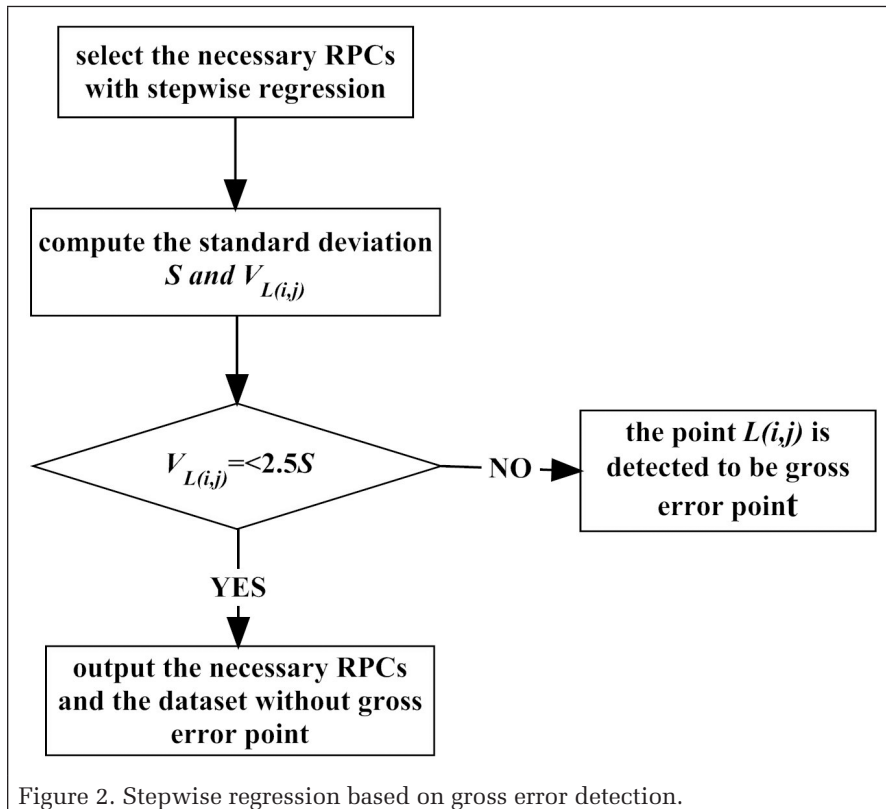 select the necessary RPCs
with stepwise regression
compute the standard deviation
S and V_L(i,j)
V_L(i,j)=<2.5S
NO
the point L(i,j) is
detected to be gross
error point
YES
output the necessary RPCs
and the dataset without gross
error point
Figure 2. Stepwise regression based on gross error detection.